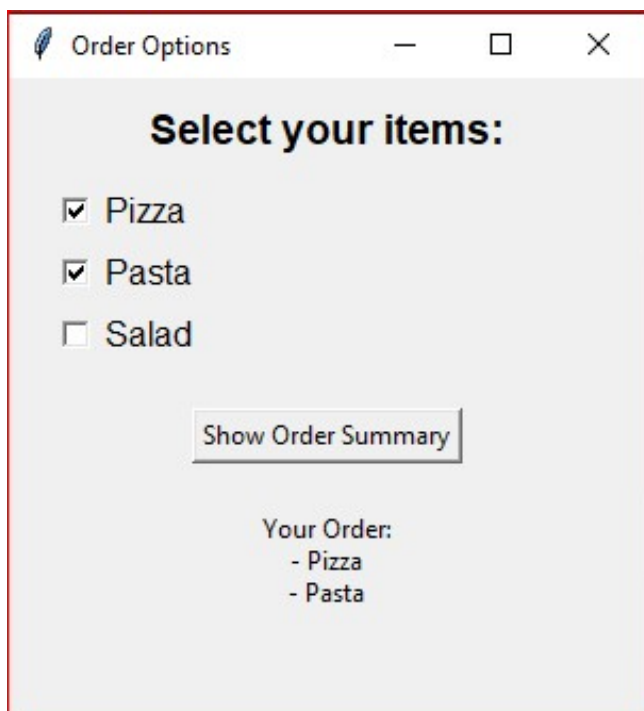 Order Options
Select your items:
Pizza
Pasta
Salad
Show Order Summary
Your Order:
- Pizza
- Pasta